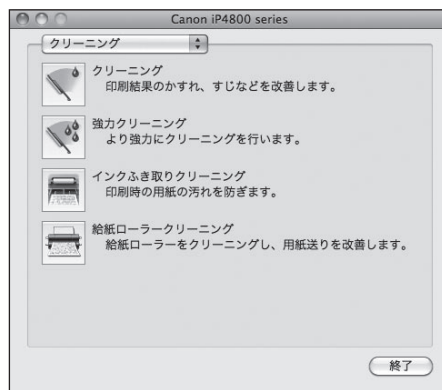 Canon iP4800 series
クリーニング
クリーニング
印刷結果のかすれ、すじなどを改善します。
強力クリーニング
より強力にクリーニングを行います。
インクふき取りクリーニング
印刷時の用紙の汚れを防ぎます。
給紙ローラークリーニング
給紙ローラーをクリーニングし、用紙送りを改善します。
終了